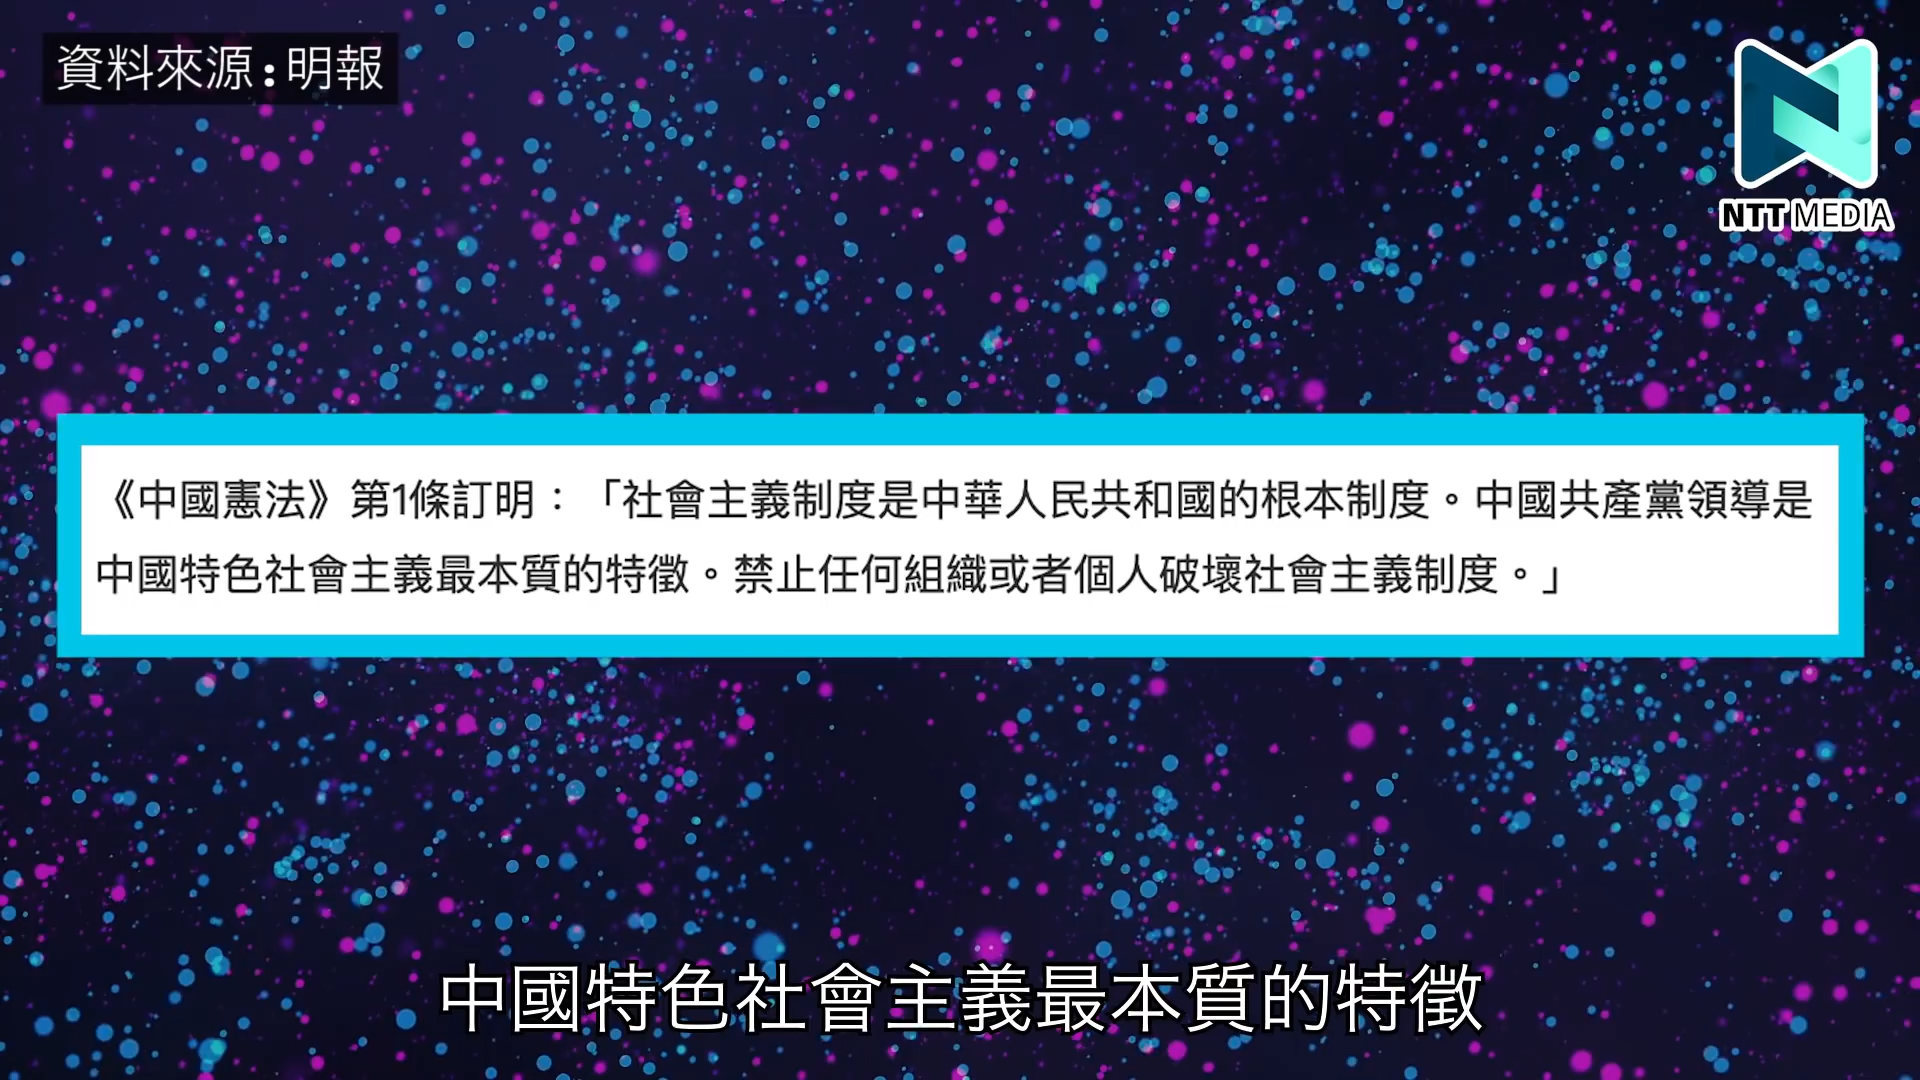 資料來源：明報
NTT MEDIA
《中國憲法》第1條訂明：「社會主義制度是中華人民共和國的根本制度。中國共產黨領導是
中國特色社會主義最本質的特徵。禁止任何組織或者個人破壞社會主義制度。」
中國特色社會主義最本質的特徵